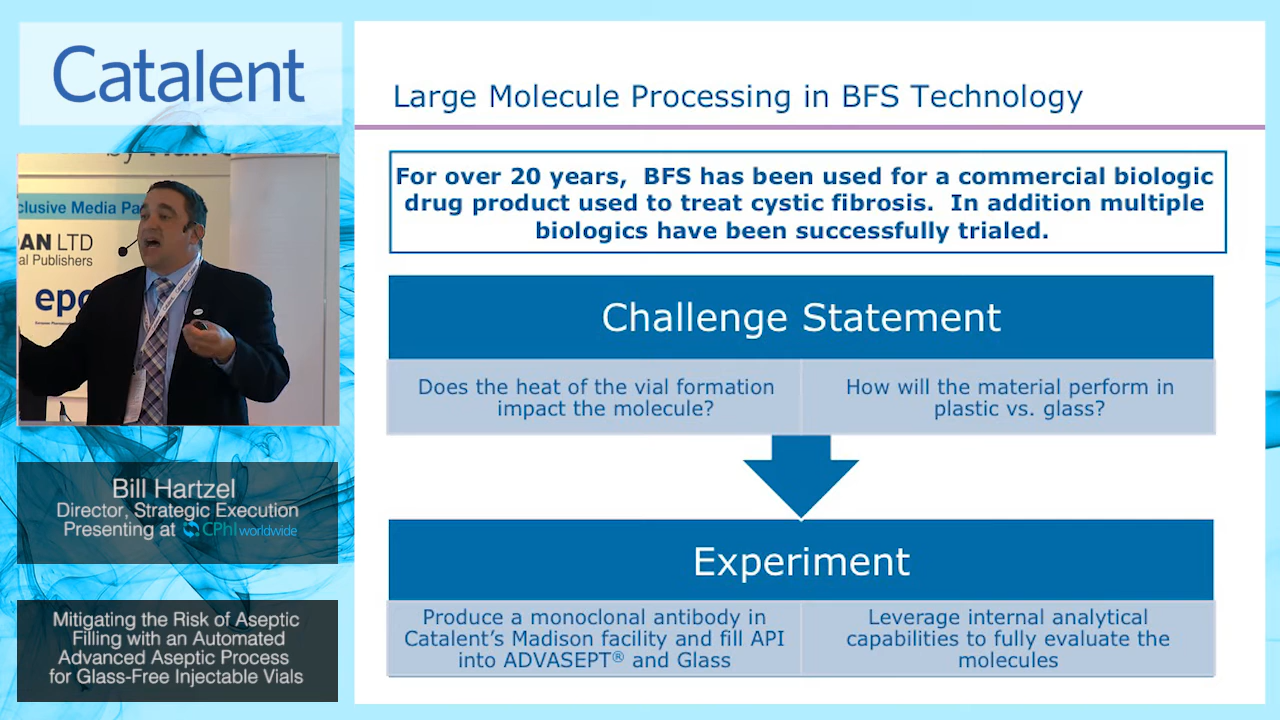 Catalent
Large Molecule Processing in BFS Technology
For over 20 years, BFS has been used for a commercial biologic
drug product used to treat cystic fibrosis. In addition multiple
biologics have been successfully trialed.
Challenge Statement
Does the heat of the vial formation
impact the molecule?
How will the material perform in
plastic vs. glass?
Experiment
Produce a monoclonal antibody in
Catalent's Madison facility and fill API
into ADVASEPT® and Glass
Leverage internal analytical
capabilities to fully evaluate the
molecules
clusive Media Pa
AN LTD
al Publishers
Bill Hartzel
Director, Strategic Execution
Presenting at CPhI worldwide
Mitigating the Risk of Aseptic
Filling with an Automated
Advanced Aseptic Process
for Glass-Free Injectable Vials